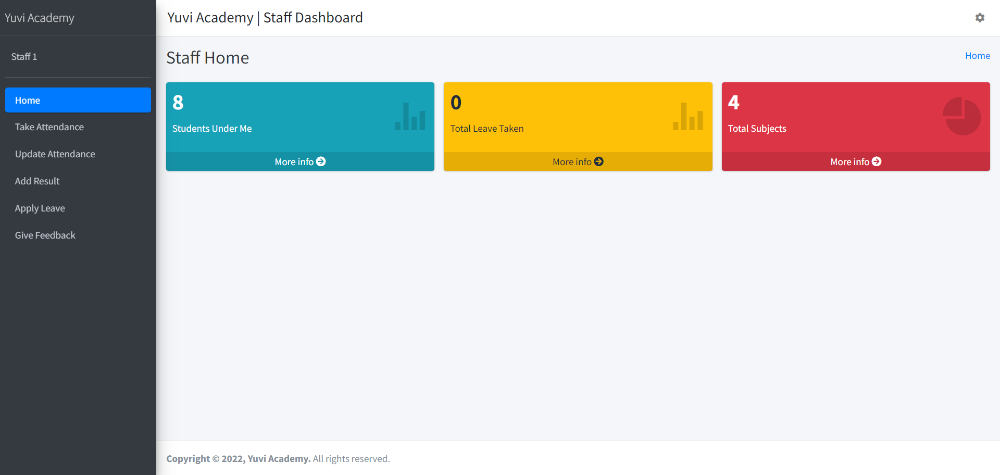 Yuvi Academy
Staff 1
Home
Take Attendance
Update Attendance
Add Result
Apply Leave
Give Feedback
Yuvi Academy | Staff Dashboard
Staff Home
Home
8
Students Under Me
More info
0
Total Leave Taken
More info
4
Total Subjects
More info
Copyright © 2022, Yuvi Academy. All rights reserved.